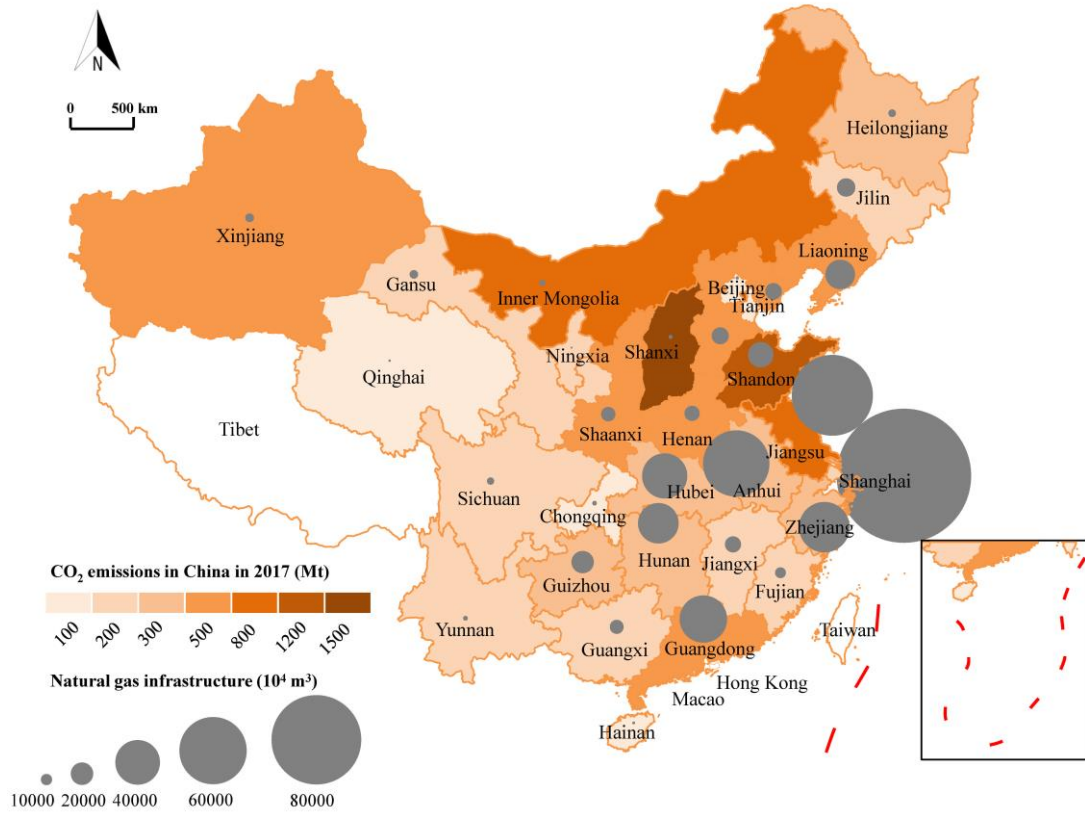 N
0 500 km
Heilongjiang
Jilin
Xinjiang
Liaoning
Gansu
Beijing
Inner Mongolia
Tianjin
Ningxia
Shanxi
Qinghai
Shandon
Tibet
Shaanxi
Henan
Jiangsu
Shanghai
Sichuan
Hubei
Anhui
Chongqing
Zhejiang
Hunan
Jiangxi
CO₂ emissions in China in 2017 (Mt)
Guizhou
Fujian
100 200 300 500 800 1200 1500
Yunnan
Taiwan
Guangxi
Guangdong
Natural gas infrastructure (10⁴ m³)
Hong Kong
Macao
Hainan
10000 20000 40000 60000 80000